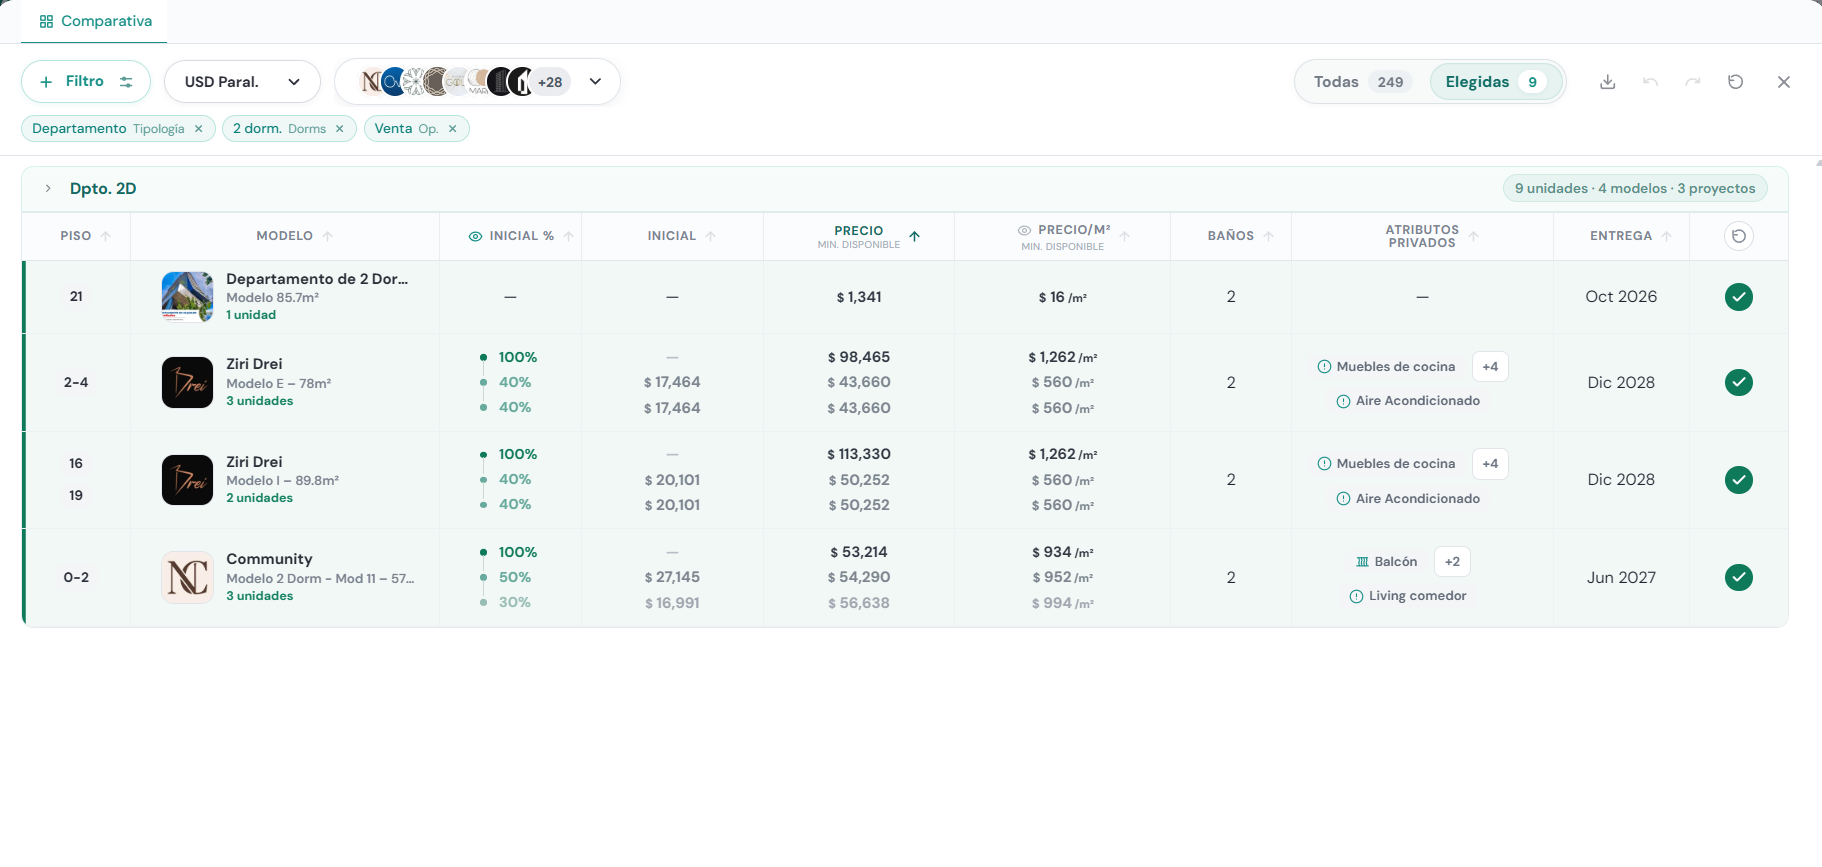 Comparativa
Filtro
USD Paral.
+28
Todas 249
Elegidas 9
Departamento Tipología ×
2 dorm. Dorms ×
Venta Op. ×
Dpto. 2D
9 unidades · 4 modelos · 3 proyectos
PISO
MODELO
INICIAL %
INICIAL
PRECIO
MIN. DISPONIBLE
PRECIO/M²
MIN. DISPONIBLE
BAÑOS
ATRIBUTOS
PRIVADOS
ENTREGA
21
Departamento de 2 Dor...
Modelo 85.7m²
1 unidad
—
—
$ 1,341
$ 16 /m²
2
—
Oct 2026
2-4
Drei
Ziri Drei
Modelo E – 78m²
3 unidades
100%
40%
40%
—
$ 17,464
$ 17,464
$ 98,465
$ 43,660
$ 43,660
$ 1,262 /m²
$ 560 /m²
$ 560 /m²
2
Muebles de cocina
+4
Aire Acondicionado
Dic 2028
16
19
Drei
Ziri Drei
Modelo I – 89.8m²
2 unidades
100%
40%
40%
—
$ 20,101
$ 20,101
$ 113,330
$ 50,252
$ 50,252
$ 1,262 /m²
$ 560 /m²
$ 560 /m²
2
Muebles de cocina
+4
Aire Acondicionado
Dic 2028
0-2
NC
Community
Modelo 2 Dorm - Mod 11 – 57...
3 unidades
100%
50%
30%
—
$ 27,145
$ 16,991
$ 53,214
$ 54,290
$ 56,638
$ 934 /m²
$ 952 /m²
$ 994 /m²
2
Balcón
+2
Living comedor
Jun 2027